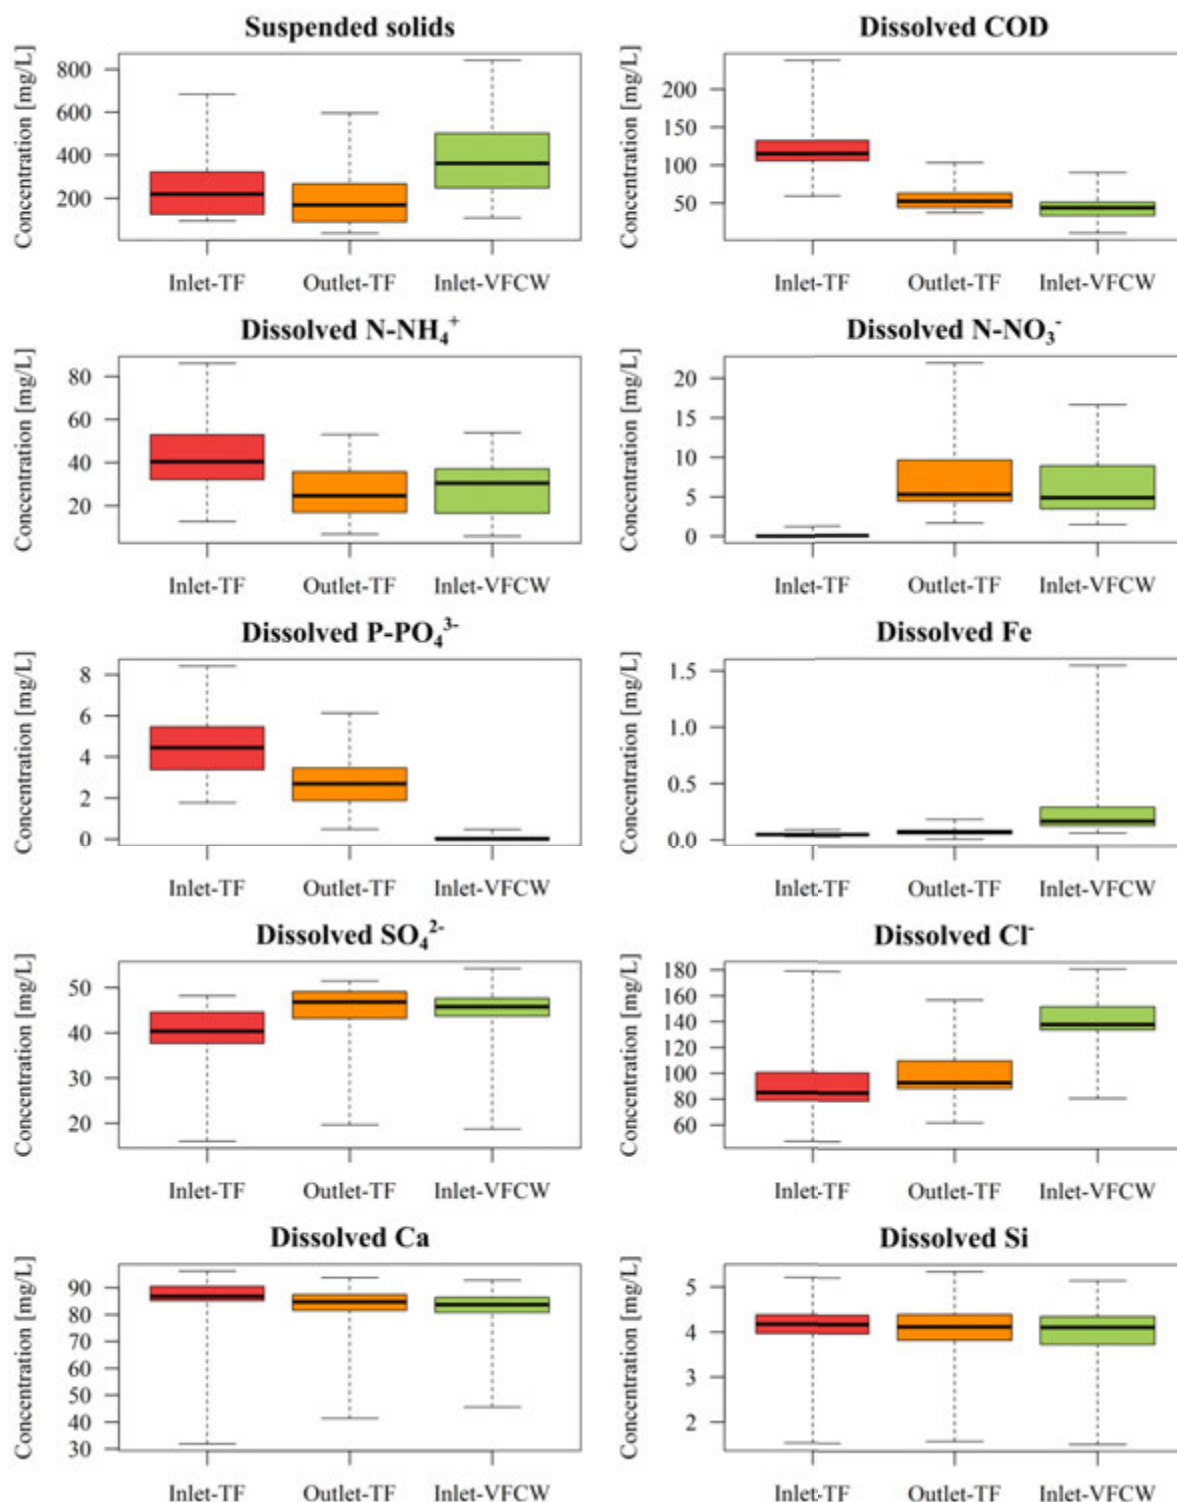 Suspended solids
Concentration [mg/L]
800
600
400
200
Inlet-TF Outlet-TF Inlet-VFCW
Dissolved COD
Concentration [mg/L]
200
150
100
50
Inlet-TF Outlet-TF Inlet-VFCW
Dissolved N-NH₄⁺
Concentration [mg/L]
80
60
40
20
Inlet-TF Outlet-TF Inlet-VFCW
Dissolved N-NO₃⁻
Concentration [mg/L]
20
15
10
5
0
Inlet-TF Outlet-TF Inlet-VFCW
Dissolved P-PO₄³⁻
Concentration [mg/L]
8
6
4
2
0
Inlet-TF Outlet-TF Inlet-VFCW
Dissolved Fe
Concentration [mg/L]
1.5
1.0
0.5
0.0
Inlet-TF Outlet-TF Inlet-VFCW
Dissolved SO₄²⁻
Concentration [mg/L]
50
40
30
20
Inlet-TF Outlet-TF Inlet-VFCW
Dissolved Cl⁻
Concentration [mg/L]
180
160
140
120
100
80
60
Inlet-TF Outlet-TF Inlet-VFCW
Dissolved Ca
Concentration [mg/L]
90
80
70
60
50
40
30
Inlet-TF Outlet-TF Inlet-VFCW
Dissolved Si
Concentration [mg/L]
5
4
3
2
Inlet-TF Outlet-TF Inlet-VFCW